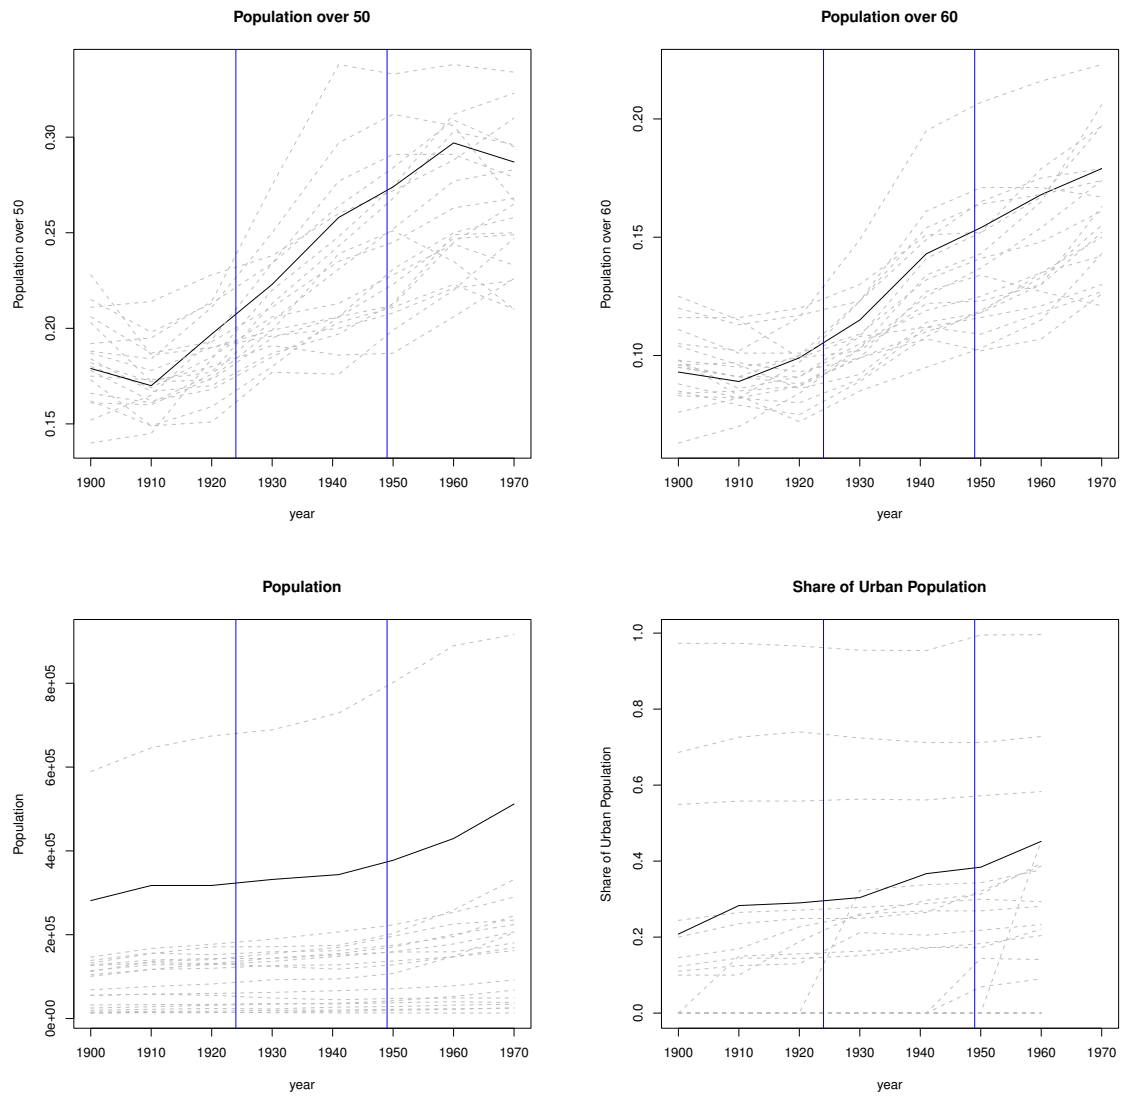 Population over 50
Population over 50
0.30
0.25
0.20
0.15
1900 1910 1920 1930 1940 1950 1960 1970
year
Population over 60
Population over 60
0.20
0.15
0.10
1900 1910 1920 1930 1940 1950 1960 1970
year
Population
Population
8e+05
6e+05
4e+05
2e+05
0e+00
1900 1910 1920 1930 1940 1950 1960 1970
year
Share of Urban Population
Share of Urban Population
1.0
0.8
0.6
0.4
0.2
0.0
1900 1910 1920 1930 1940 1950 1960 1970
year